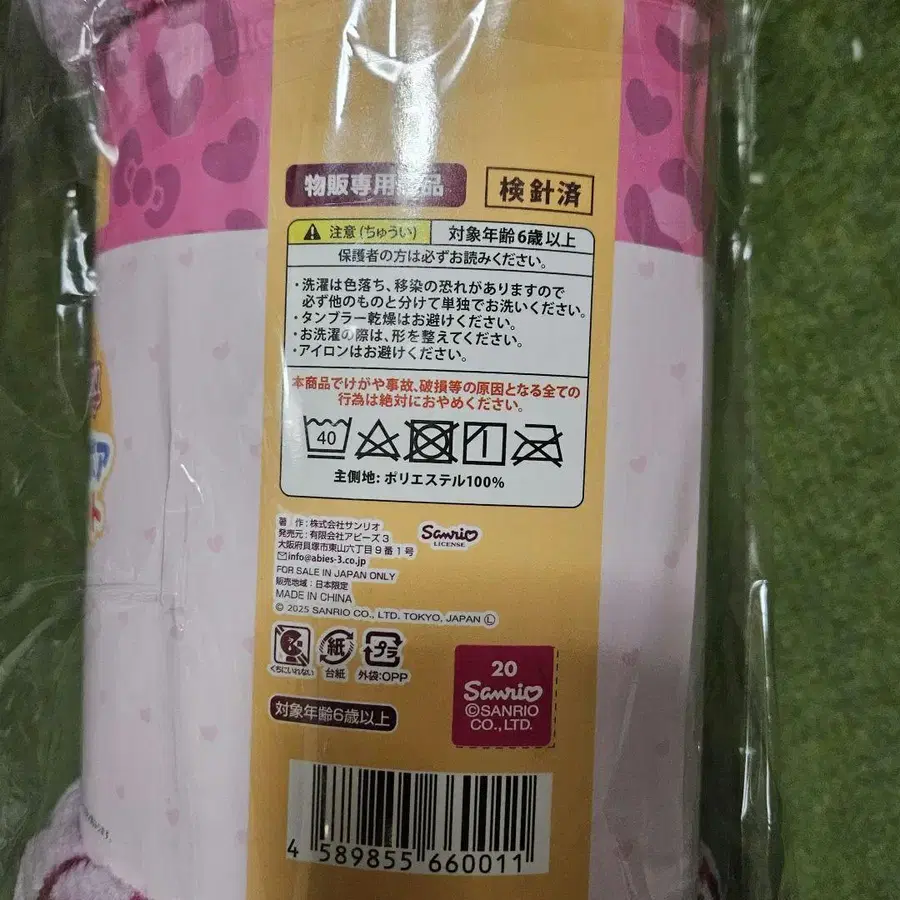 検針済
⚠ 注意(ちゅうい)
対象年齢6歳以上
保護者の方は必ずお読みください。
・洗濯は色落ち、移染の恐れがありますので
必ず他のものと分けて単独でお洗いください。
・タンブラー乾燥はお避けください。
・お洗濯の際は、形を整えてください。
・アイロンはお避けください。
本商品でけがや事故、破損等の原因となる全ての
行為は絶対におやめください。
40
主側地:ポリエステル100%
著 作:株式会社サンリオ
発売元:有限会社アビーズ3
大阪府貝塚市東山六丁目9番1号
✉info@abies-3.co.jp
Sanrio
LICENSE
FOR SALE IN JAPAN ONLY
販売地域:日本限定
MADE IN CHINA
© 2025 SANRIO CO., LTD. TOKYO, JAPAN Ⓛ
くちにいれない
紙
台紙
プラ
外袋:OPP
対象年齢6歳以上
20
Sanrio
©SANRIO
CO., LTD.
4 589855 660011